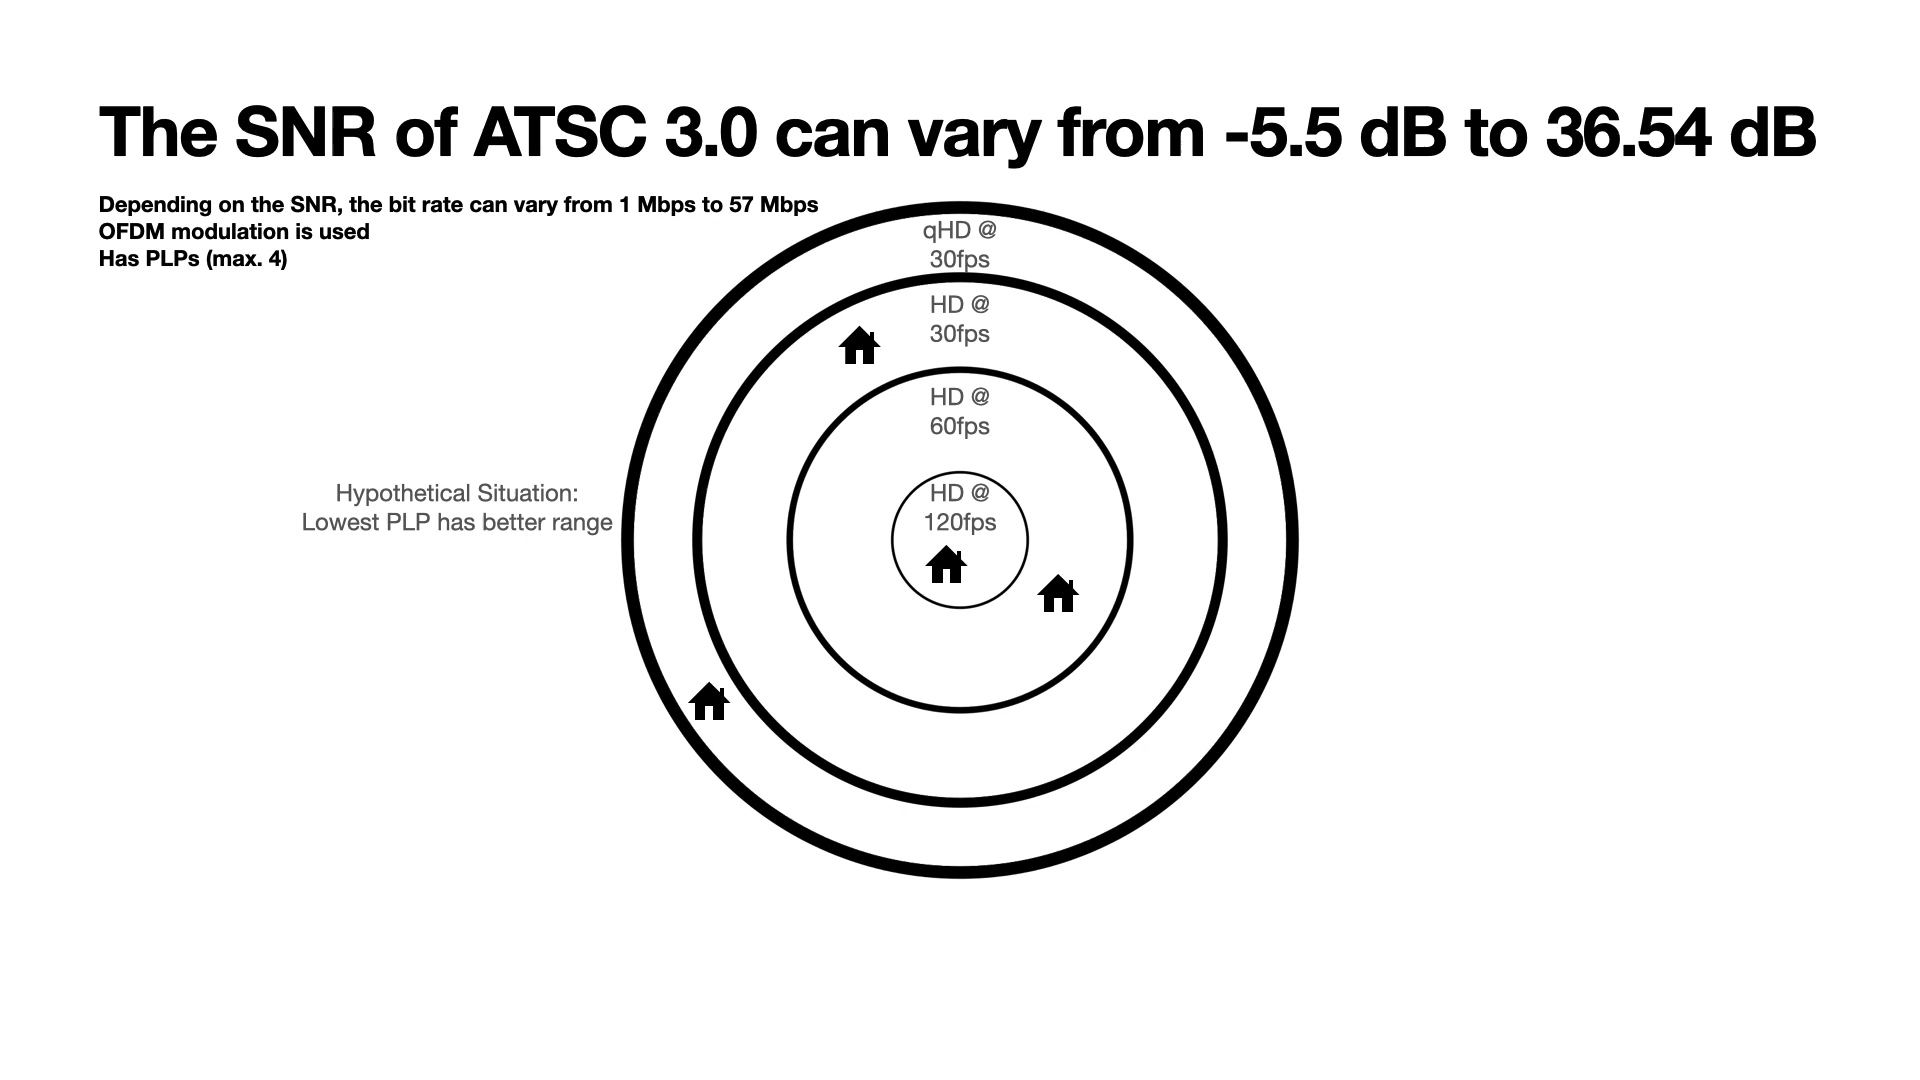 The SNR of ATSC 3.0 can vary from -5.5 dB to 36.54 dB
Depending on the SNR, the bit rate can vary from 1 Mbps to 57 Mbps
OFDM modulation is used
Has PLPs (max. 4)
qHD @
30fps
HD @
30fps
HD @
60fps
HD @
120fps
Hypothetical Situation:
Lowest PLP has better range